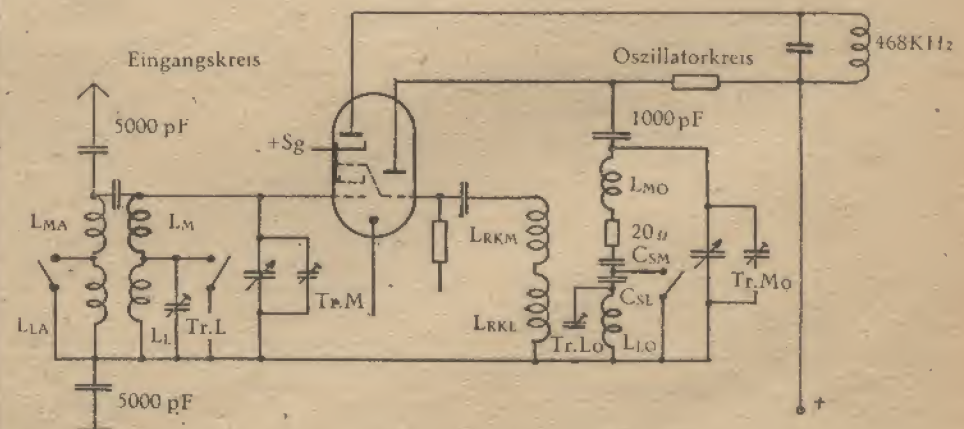 468KHz
Eingangskreis
Oszillatorkreis
5000 pF
1000 pF
+Sg
LMA
LM
LMO
LRKM
20 Ω
CSM
Tr.M
Tr.Mo
CSL
LLA
LL
Tr.L
LRKL
Tr.Lo
LLO
5000 pF
+